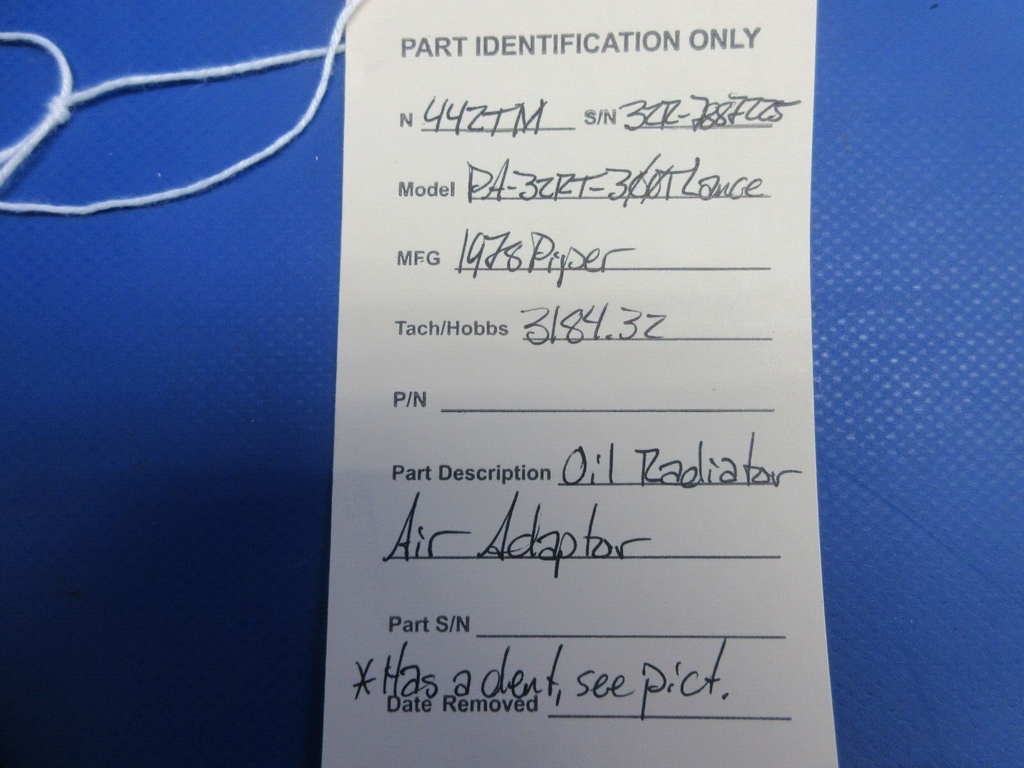 PART IDENTIFICATION ONLY
N 442TM S/N 32R-7887225
Model PA-32RT-300T Lance
MFG 1978 Piper
Tach/Hobbs 3184.32
P/N
Part Description Oil Radiator
Air Adaptor
Part S/N
*Has a dent, see pict.
Date Removed